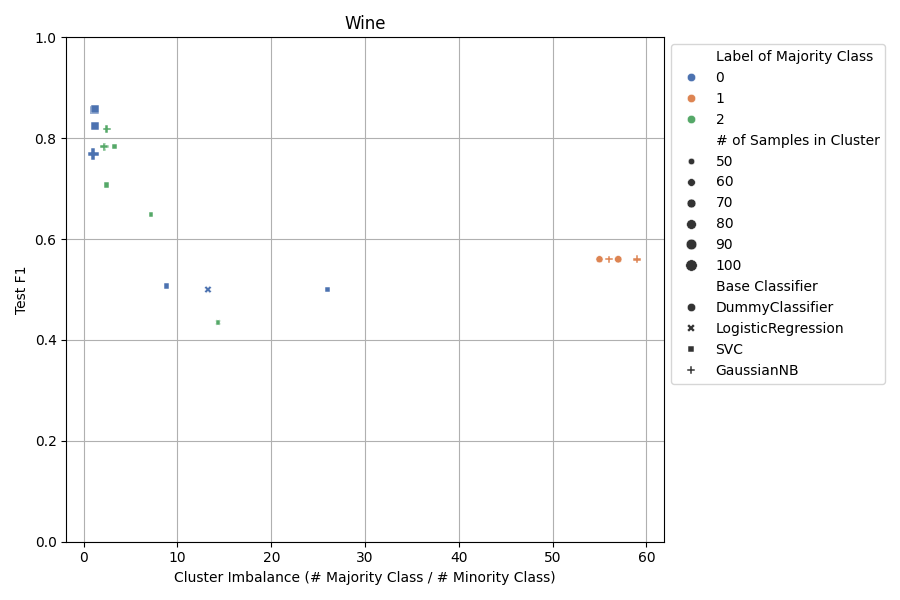 Wine
1.0
0.8
0.6
0.4
0.2
0.0
Test F1
0
10
20
30
40
50
60
Cluster Imbalance (# Majority Class / # Minority Class)
Label of Majority Class
0
1
2
# of Samples in Cluster
50
60
70
80
90
100
Base Classifier
DummyClassifier
LogisticRegression
SVC
GaussianNB